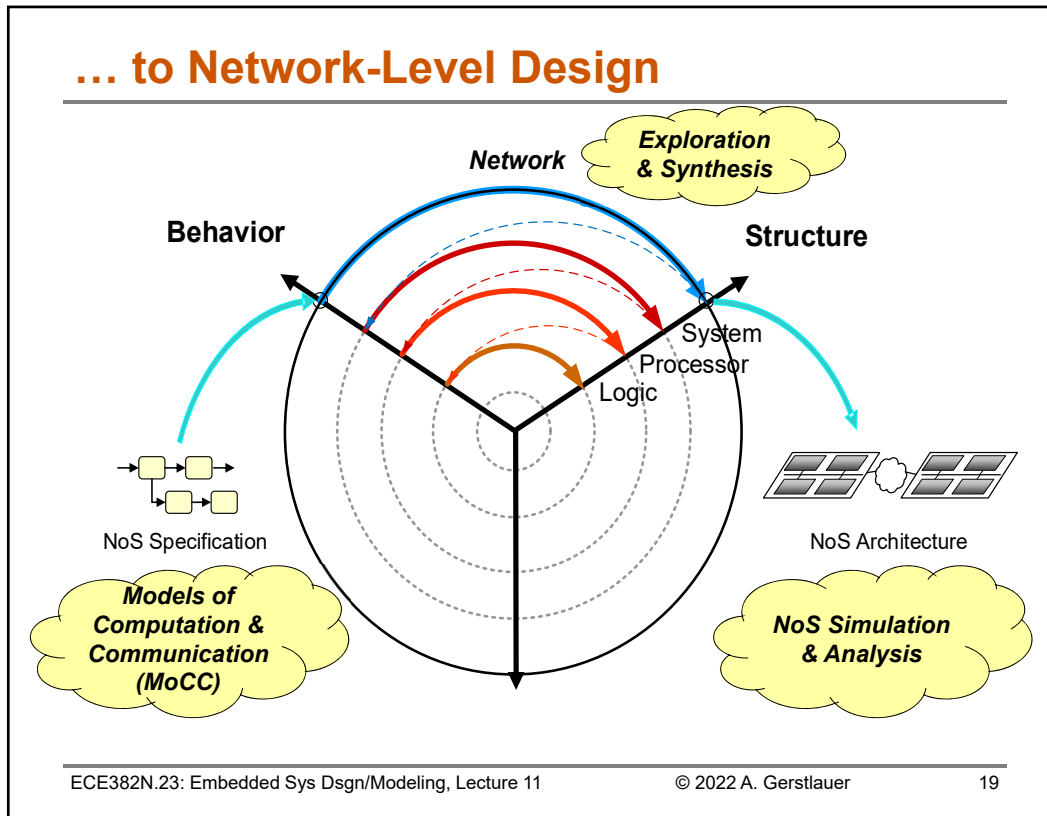 ... to Network-Level Design
Exploration
& Synthesis
Network
Behavior
Structure
System
Processor
Logic
NoS Specification
NoS Architecture
Models of
Computation &
Communication
(MoCC)
NoS Simulation
& Analysis
ECE382N.23: Embedded Sys Dsgn/Modeling, Lecture 11 © 2022 A. Gerstlauer 19